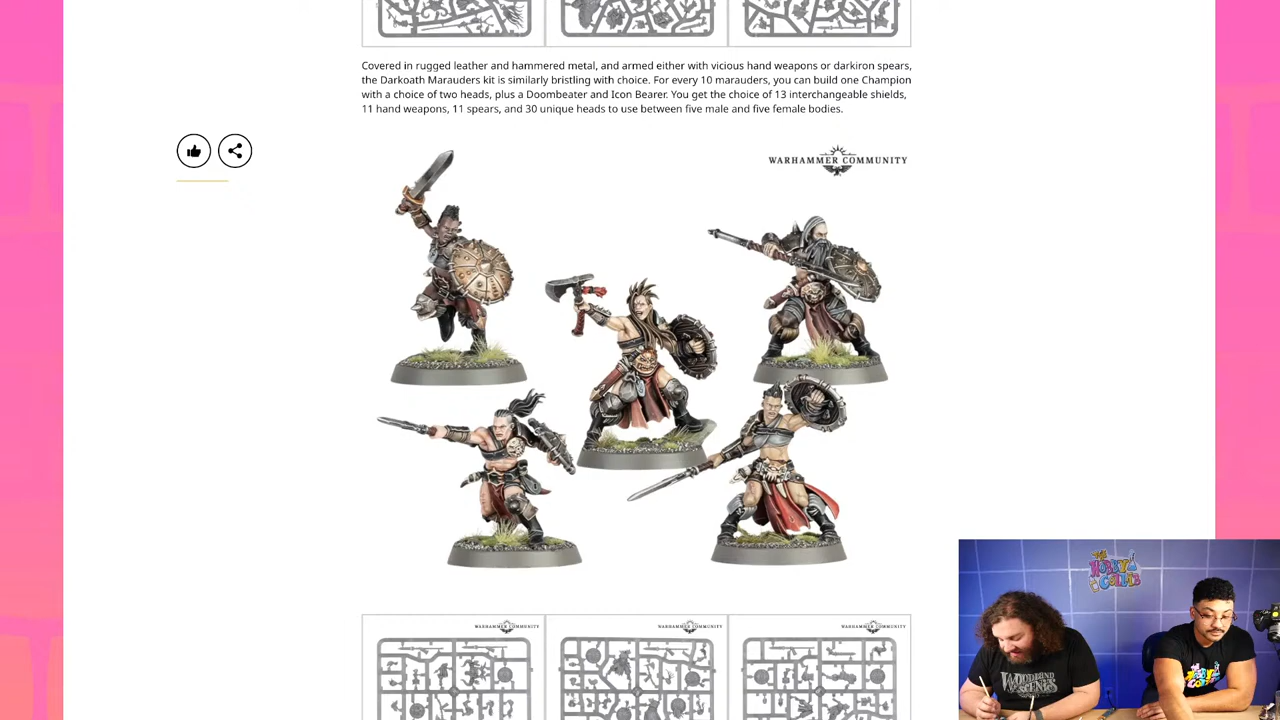 Covered in rugged leather and hammered metal, and armed either with vicious hand weapons or darkiron spears,
the Darkoath Marauders kit is similarly bristling with choice. For every 10 marauders, you can build one Champion
with a choice of two heads, plus a Doombeater and Icon Bearer. You get the choice of 13 interchangeable shields,
11 hand weapons, 11 spears, and 30 unique heads to use between five male and five female bodies.
WARHAMMER COMMUNITY
THE
HOBBY
COLLAB
WARHAMMER COMMUNITY
WARHAMMER COMMUNITY
WARHAMMER COMMUNITY